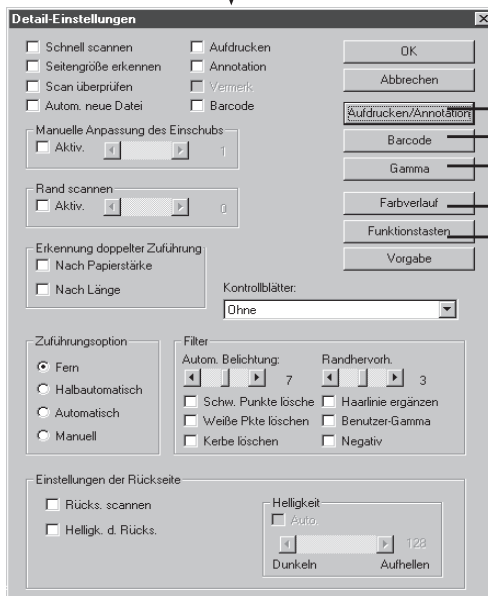 Detail-Einstellungen
Schnell scannen
Aufdrucken
Seitengröße erkennen
Annotation
Scan überprüfen
Vermerk
Autom. neue Datei
Barcode
OK
Abbrechen
Aufdrucken/Annotation
Barcode
Gamma
Farbverlauf
Funktionstasten
Vorgabe
Manuelle Anpassung des Einschubs
Aktiv. 1
Rand scannen
Aktiv. 0
Erkennung doppelter Zuführung
Nach Papierstärke
Nach Länge
Kontrollblätter:
Ohne
Zuführungsoption
Fern
Halbautomatisch
Automatisch
Manuell
Filter
Autom. Belichtung: Randhervorh.
7 3
Schw. Punkte lösche Haarlinie ergänzen
Weiße Pkte löschen Benutzer-Gamma
Kerbe löschen Negativ
Einstellungen der Rückseite
Rücks. scannen
Helligk. d. Rücks.
Helligkeit
Auto.
128
Dunkeln Aufhellen